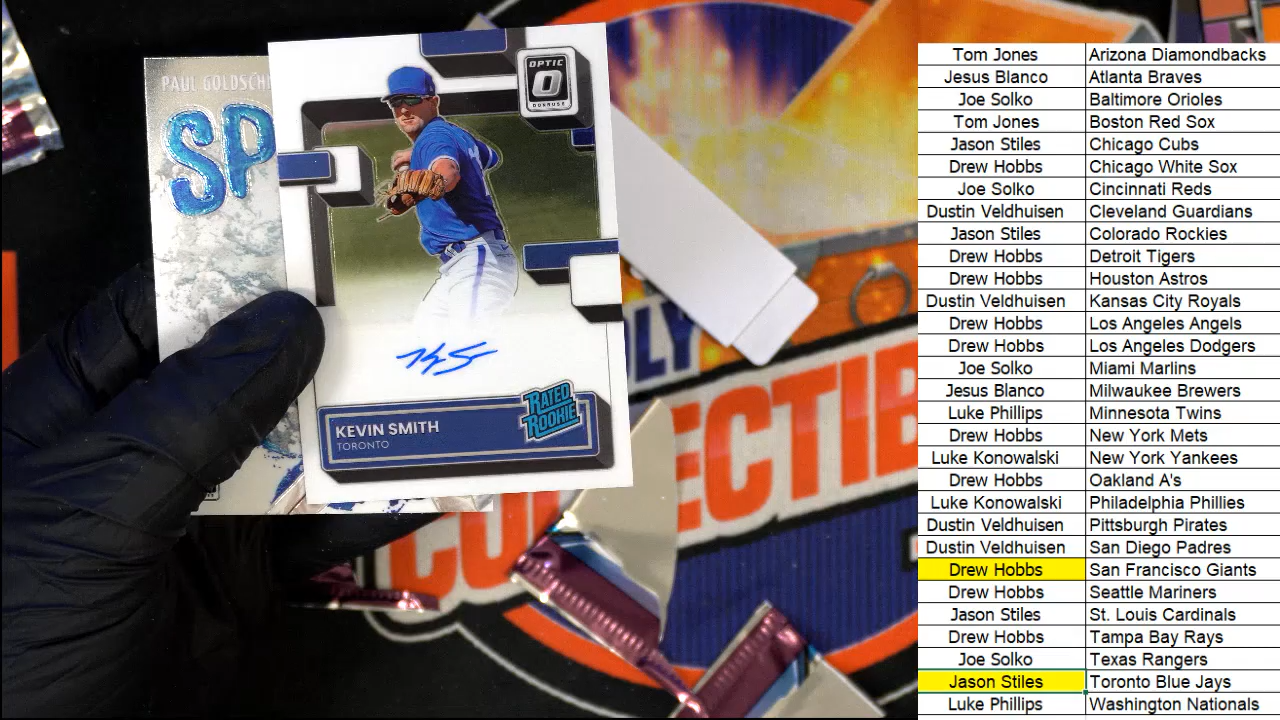 PAUL GOLDSCH
SP
OPTIC
DONRUSS
KEVIN SMITH
TORONTO
RATED
ROOKIE
Tom Jones Arizona Diamondbacks
Jesus Blanco Atlanta Braves
Joe Solko Baltimore Orioles
Tom Jones Boston Red Sox
Jason Stiles Chicago Cubs
Drew Hobbs Chicago White Sox
Joe Solko Cincinnati Reds
Dustin Veldhuisen Cleveland Guardians
Jason Stiles Colorado Rockies
Drew Hobbs Detroit Tigers
Drew Hobbs Houston Astros
Dustin Veldhuisen Kansas City Royals
Drew Hobbs Los Angeles Angels
Drew Hobbs Los Angeles Dodgers
Joe Solko Miami Marlins
Jesus Blanco Milwaukee Brewers
Luke Phillips Minnesota Twins
Drew Hobbs New York Mets
Luke Konowalski New York Yankees
Drew Hobbs Oakland A's
Luke Konowalski Philadelphia Phillies
Dustin Veldhuisen Pittsburgh Pirates
Dustin Veldhuisen San Diego Padres
Drew Hobbs San Francisco Giants
Drew Hobbs Seattle Mariners
Jason Stiles St. Louis Cardinals
Drew Hobbs Tampa Bay Rays
Joe Solko Texas Rangers
Jason Stiles Toronto Blue Jays
Luke Phillips Washington Nationals